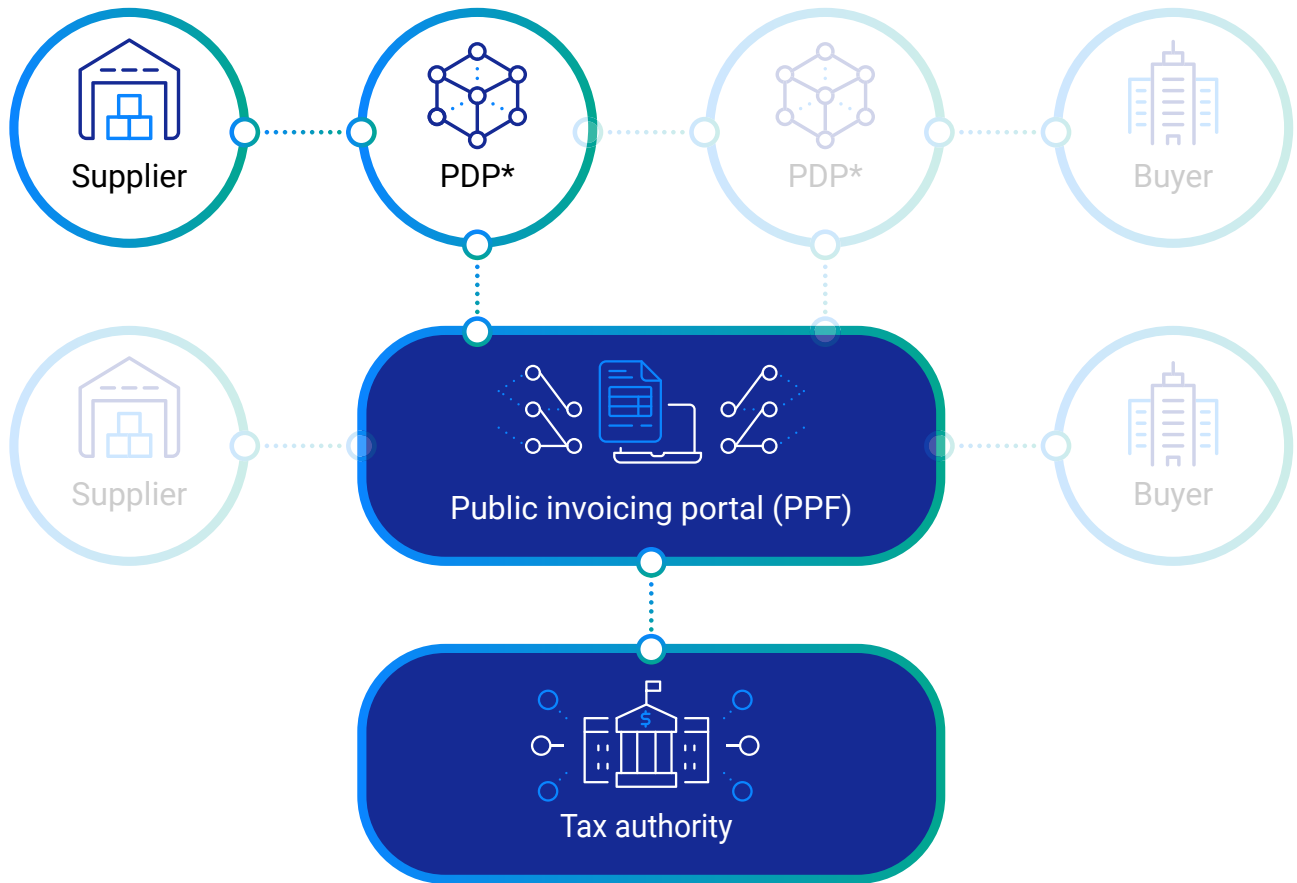 Supplier
PDP*
PDP*
Buyer
Supplier
Public invoicing portal (PPF)
Buyer
$
Tax authority